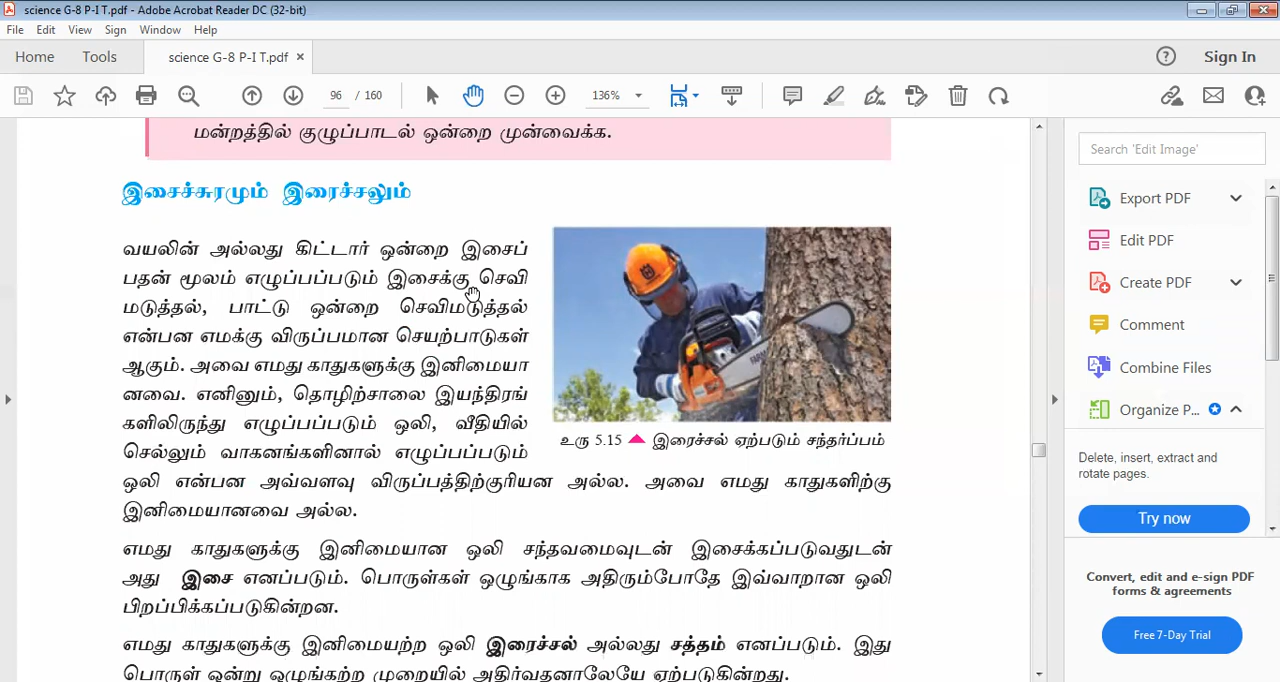 science G-8 P-I T.pdf - Adobe Acrobat Reader DC (32-bit)
File Edit View Sign Window Help
Home Tools science G-8 P-I T.pdf × Sign In
96 / 160 136%
மன்றத்தில் குழுப்பாடல் ஒன்றை முன்வைக்க.
இசைச்சுரமும் இரைச்சலும்
வயலின் அல்லது கிட்டார் ஒன்றை இசைப்
பதன் மூலம் எழுப்பப்படும் இசைக்கு செவி
மடுத்தல், பாட்டு ஒன்றை செவிமடுத்தல்
என்பன எமக்கு விருப்பமான செயற்பாடுகள்
ஆகும். அவை எமது காதுகளுக்கு இனிமையா
னவை. எனினும், தொழிற்சாலை இயந்திரங்
களிலிருந்து எழுப்பப்படும் ஒலி, வீதியில்
செல்லும் வாகனங்களினால் எழுப்பப்படும்
உரு 5.15 இரைச்சல் ஏற்படும் சந்தர்ப்பம்
ஒலி என்பன அவ்வளவு விருப்பத்திற்குரியன அல்ல. அவை எமது காதுகளிற்கு
இனிமையானவை அல்ல.
எமது காதுகளுக்கு இனிமையான ஒலி சந்தவமைவுடன் இசைக்கப்படுவதுடன்
அது இசை எனப்படும். பொருள்கள் ஒழுங்காக அதிரும்போதே இவ்வாறான ஒலி
பிறப்பிக்கப்படுகின்றன.
எமது காதுகளுக்கு இனிமையற்ற ஒலி இரைச்சல் அல்லது சத்தம் எனப்படும். இது
பொருள் ஒன்று ஒழுங்கற்ற முறையில் அதிர்வதனாலேயே ஏற்படுகின்றது.
Search 'Edit Image'
Export PDF
Edit PDF
Create PDF
Comment
Combine Files
Organize P...
Delete, insert, extract and
rotate pages.
Try now
Convert, edit and e-sign PDF
forms & agreements
Free 7-Day Trial